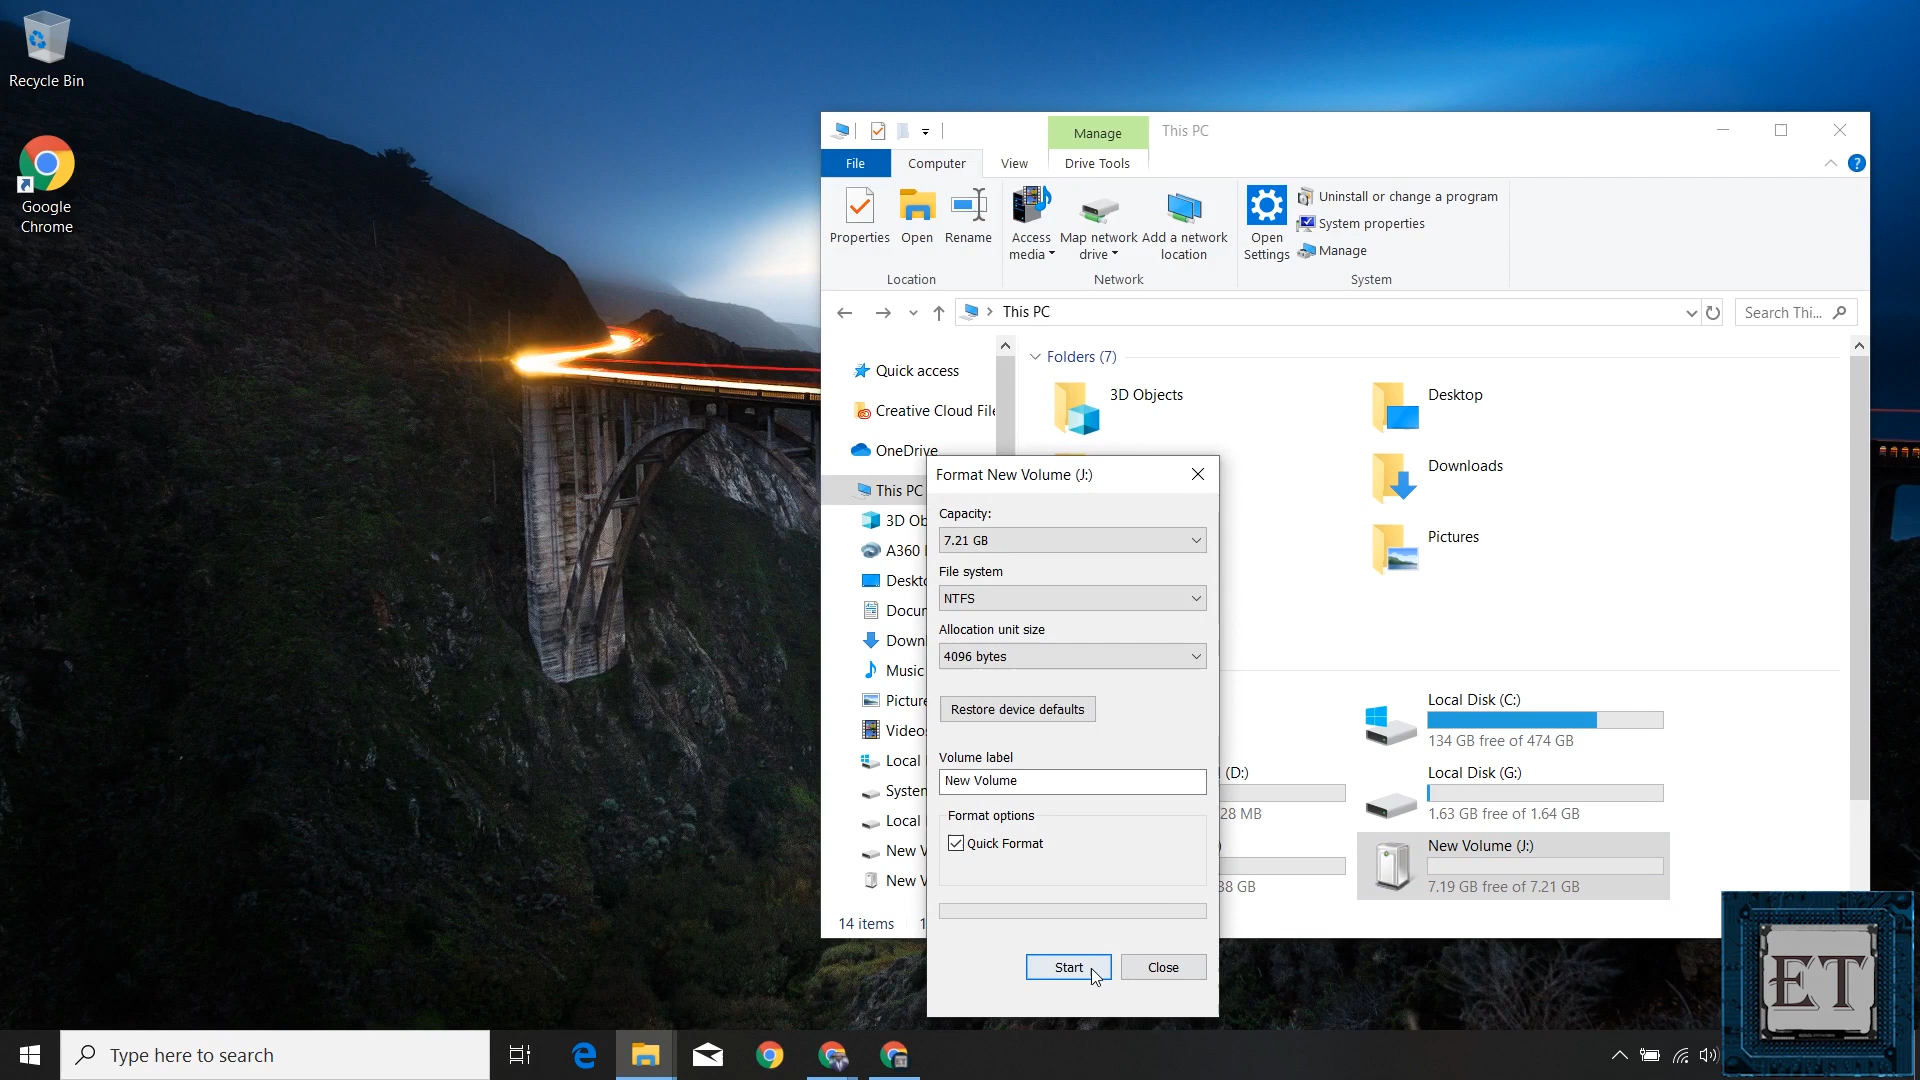 Recycle Bin
Google
Chrome
Manage
This PC
File
Computer
View
Drive Tools
Properties
Open
Rename
Access
media
Map network
drive
Add a network
location
Open
Settings
Uninstall or change a program
System properties
Manage
Location
Network
System
This PC
Search Thi...
Quick access
Creative Cloud File
OneDrive
This PC
3D Ob
A360
Deskto
Docur
Downl
Music
Picture
Videos
Local
System
Local
New V
New V
14 items
Folders (7)
3D Objects
Desktop
Downloads
Pictures
Local Disk (C:)
134 GB free of 474 GB
(D:)
28 MB
Local Disk (G:)
1.63 GB free of 1.64 GB
38 GB
New Volume (J:)
7.19 GB free of 7.21 GB
Format New Volume (J:)
Capacity:
7.21 GB
File system
NTFS
Allocation unit size
4096 bytes
Restore device defaults
Volume label
New Volume
Format options
Quick Format
Start
Close
ET
Type here to search